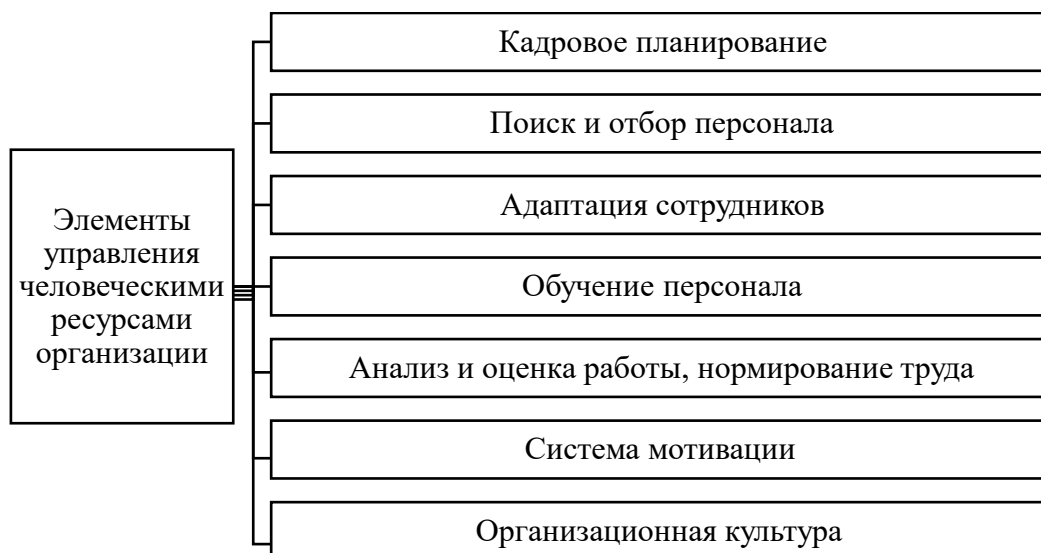 Кадровое планирование
Поиск и отбор персонала
Адаптация сотрудников
Элементы
управления
человеческими
ресурсами
организации
Обучение персонала
Анализ и оценка работы, нормирование труда
Система мотивации
Организационная культура